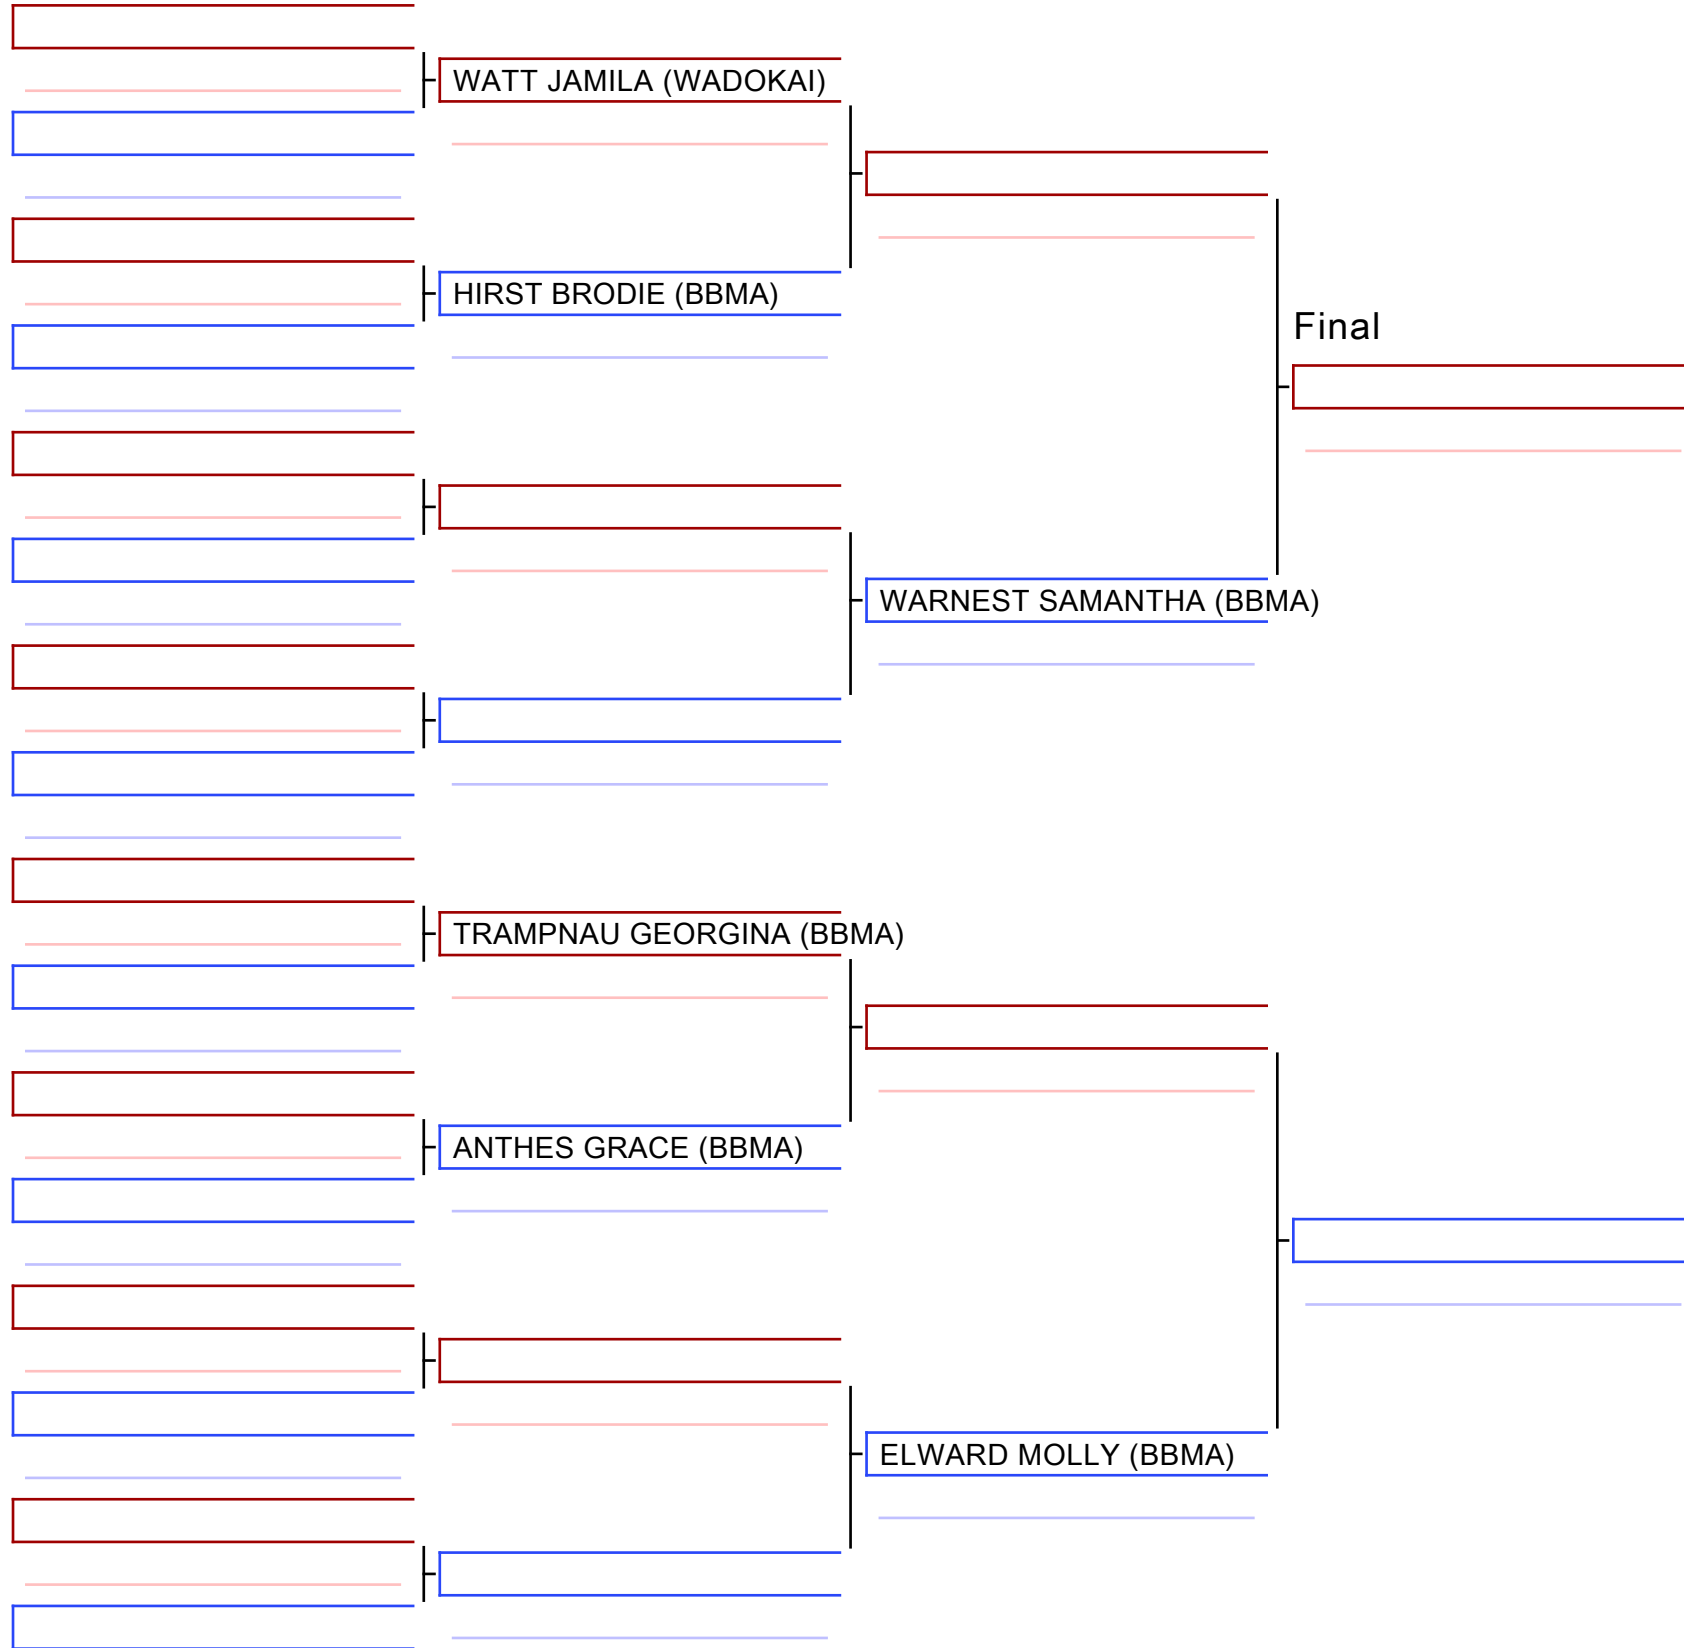 WATT JAMILA (WADOKAI)
HIRST BRODIE (BBMA)
Final
WARNEST SAMANTHA (BBMA)
TRAMPNAU GEORGINA (BBMA)
ANTHES GRACE (BBMA)
ELWARD MOLLY (BBMA)